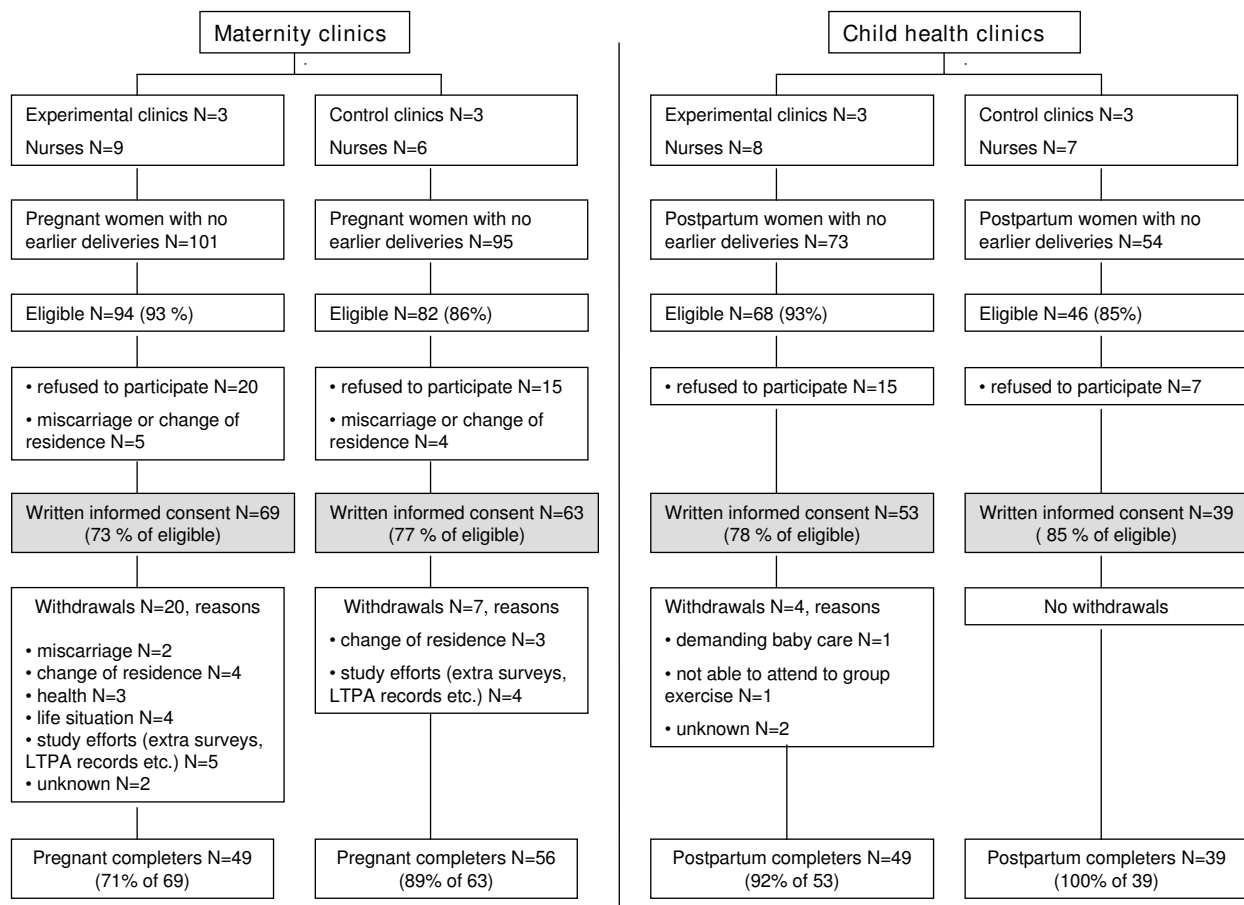 Maternity clinics
Experimental clinics N=3
Nurses N=9
Pregnant women with no
earlier deliveries N=101
Eligible N=94 (93 %)
• refused to participate N=20
• miscarriage or change of
residence N=5
Written informed consent N=69
(73 % of eligible)
Withdrawals N=20, reasons
• miscarriage N=2
• change of residence N=4
• health N=3
• life situation N=4
• study efforts (extra surveys,
LTPA records etc.) N=5
• unknown N=2
Pregnant completers N=49
(71% of 69)
Control clinics N=3
Nurses N=6
Pregnant women with no
earlier deliveries N=95
Eligible N=82 (86%)
• refused to participate N=15
• miscarriage or change of
residence N=4
Written informed consent N=63
(77 % of eligible)
Withdrawals N=7, reasons
• change of residence N=3
• study efforts (extra surveys,
LTPA records etc.) N=4
Pregnant completers N=56
(89% of 63)
Child health clinics
Experimental clinics N=3
Nurses N=8
Postpartum women with no
earlier deliveries N=73
Eligible N=68 (93%)
• refused to participate N=15
Written informed consent N=53
(78 % of eligible)
Withdrawals N=4, reasons
• demanding baby care N=1
• not able to attend to group
exercise N=1
• unknown N=2
Postpartum completers N=49
(92% of 53)
Control clinics N=3
Nurses N=7
Postpartum women with no
earlier deliveries N=54
Eligible N=46 (85%)
• refused to participate N=7
Written informed consent N=39
( 85 % of eligible)
No withdrawals
Postpartum completers N=39
(100% of 39)